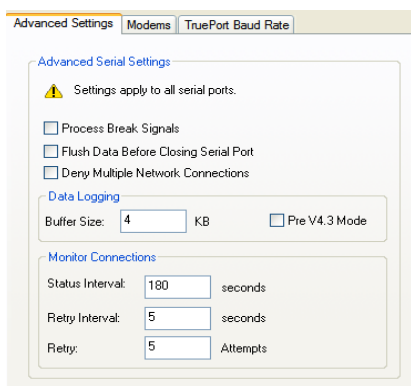 Advanced Settings Modems TruePort Baud Rate
Advanced Serial Settings
Settings apply to all serial ports.
Process Break Signals
Flush Data Before Closing Serial Port
Deny Multiple Network Connections
Data Logging
Buffer Size: 4 KB Pre V4.3 Mode
Monitor Connections
Status Interval: 180 seconds
Retry Interval: 5 seconds
Retry: 5 Attempts